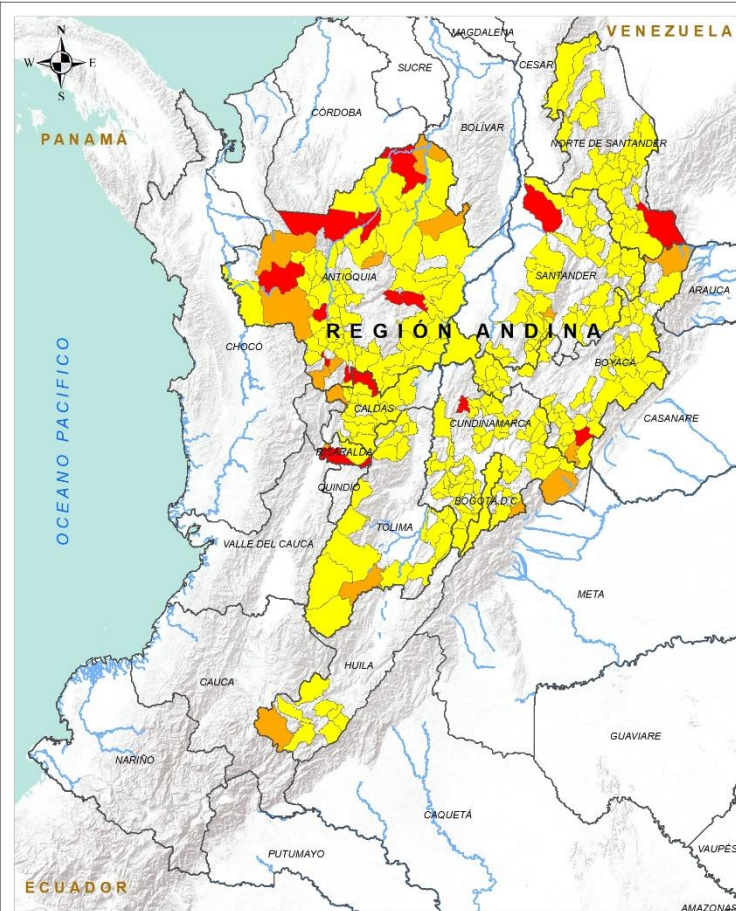 MAGDALENA
VENEZUELA
N
W E
S
SUCRE
CESAR
CÓRDOBA
BOLÍVAR
PANAMÁ
NORTE DE SANTANDER
ANTIOQUIA
SANTANDER
ARAUCA
REGIÓN ANDINA
CHOCÓ
BOYACÁ
OCEANO PACIFICO
CALDAS
CUNDINAMARCA
CASANARE
RISARALDA
QUINDÍO
BOGOTÁ D.C.
TOLIMA
VALLE DEL CAUCA
META
HUILA
CAUCA
GUAVIARE
NARIÑO
CAQUETÁ
VAUPÉS
PUTUMAYO
ECUADOR
AMAZONAS